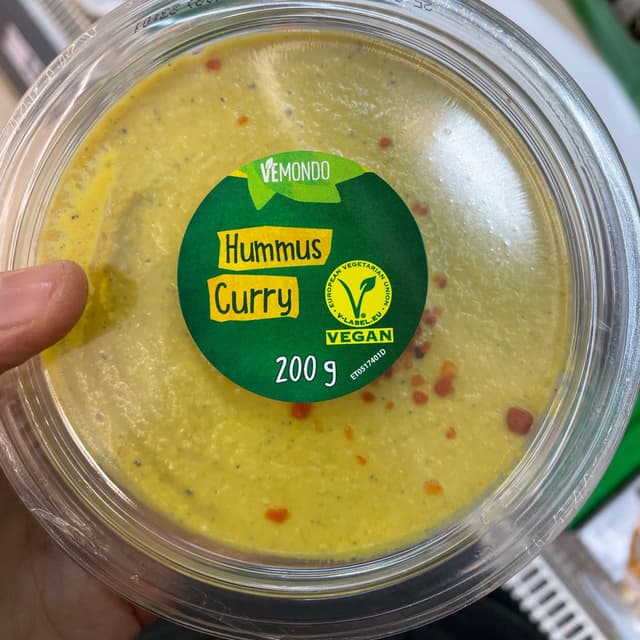 VEMONDO
Hummus
Curry
EUROPEAN VEGETARIAN UNION
V-LABEL.EU
VEGAN
200 g
ET0517401D